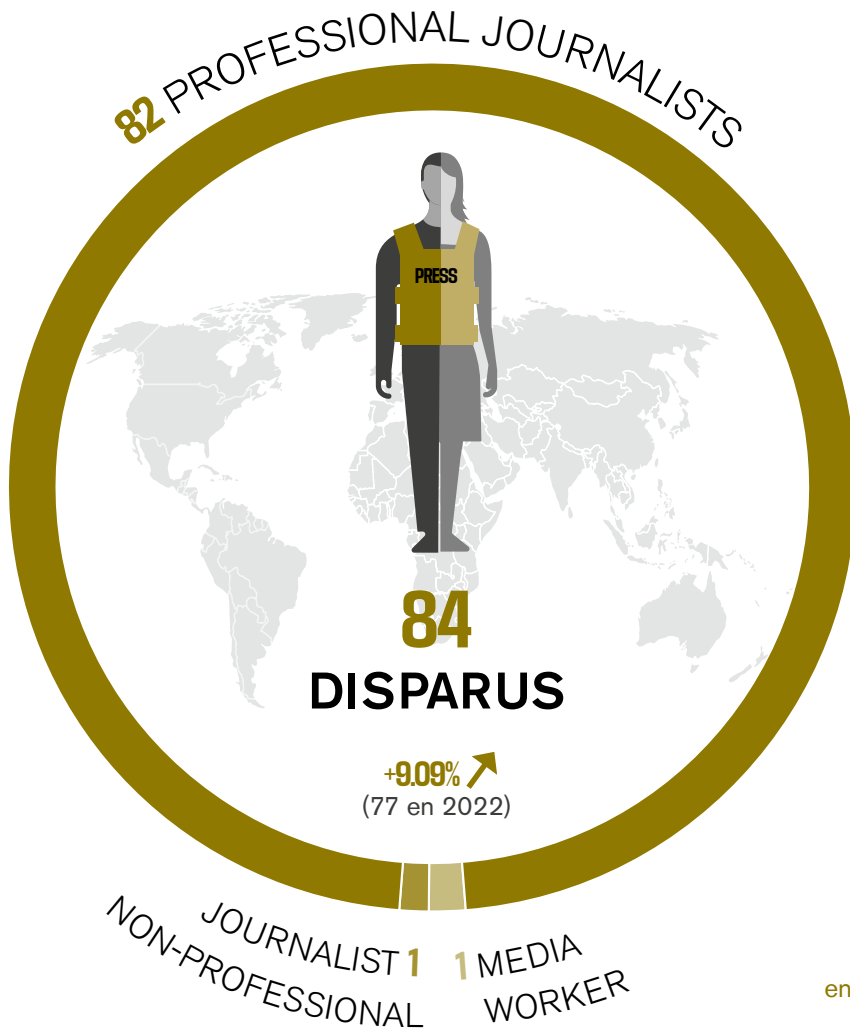 82 PROFESSIONAL JOURNALISTS
PRESS
84
DISPARUS
+9.09%
(77 en 2022)
JOURNALIST 1
NON-PROFESSIONAL
1 MEDIA
WORKER
en